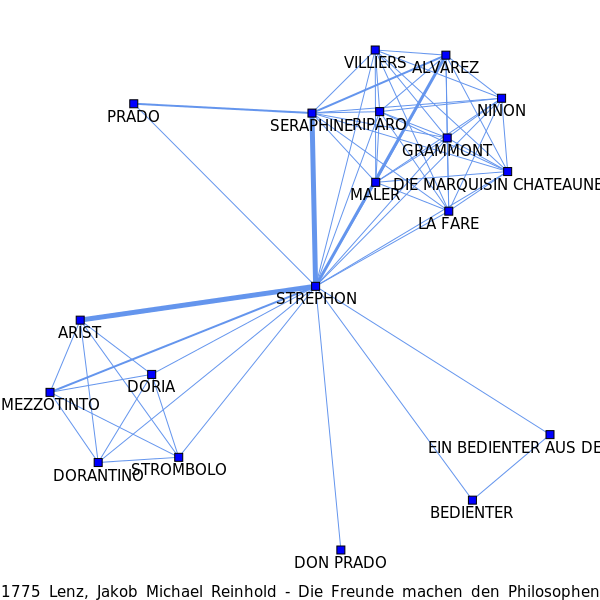 VILLIERS
ALVAREZ
PRADO
NINON
SERAPHINE
RIPARO
GRAMMONT
DIE MARQUISIN CHATEAUNE
MALER
LA FARE
STREPHON
ARIST
DORIA
MEZZOTINTO
EIN BEDIENTER AUS DE
STROMBOLO
DORANTINO
BEDIENTER
DON PRADO
1775 Lenz, Jakob Michael Reinhold - Die Freunde machen den Philosophen